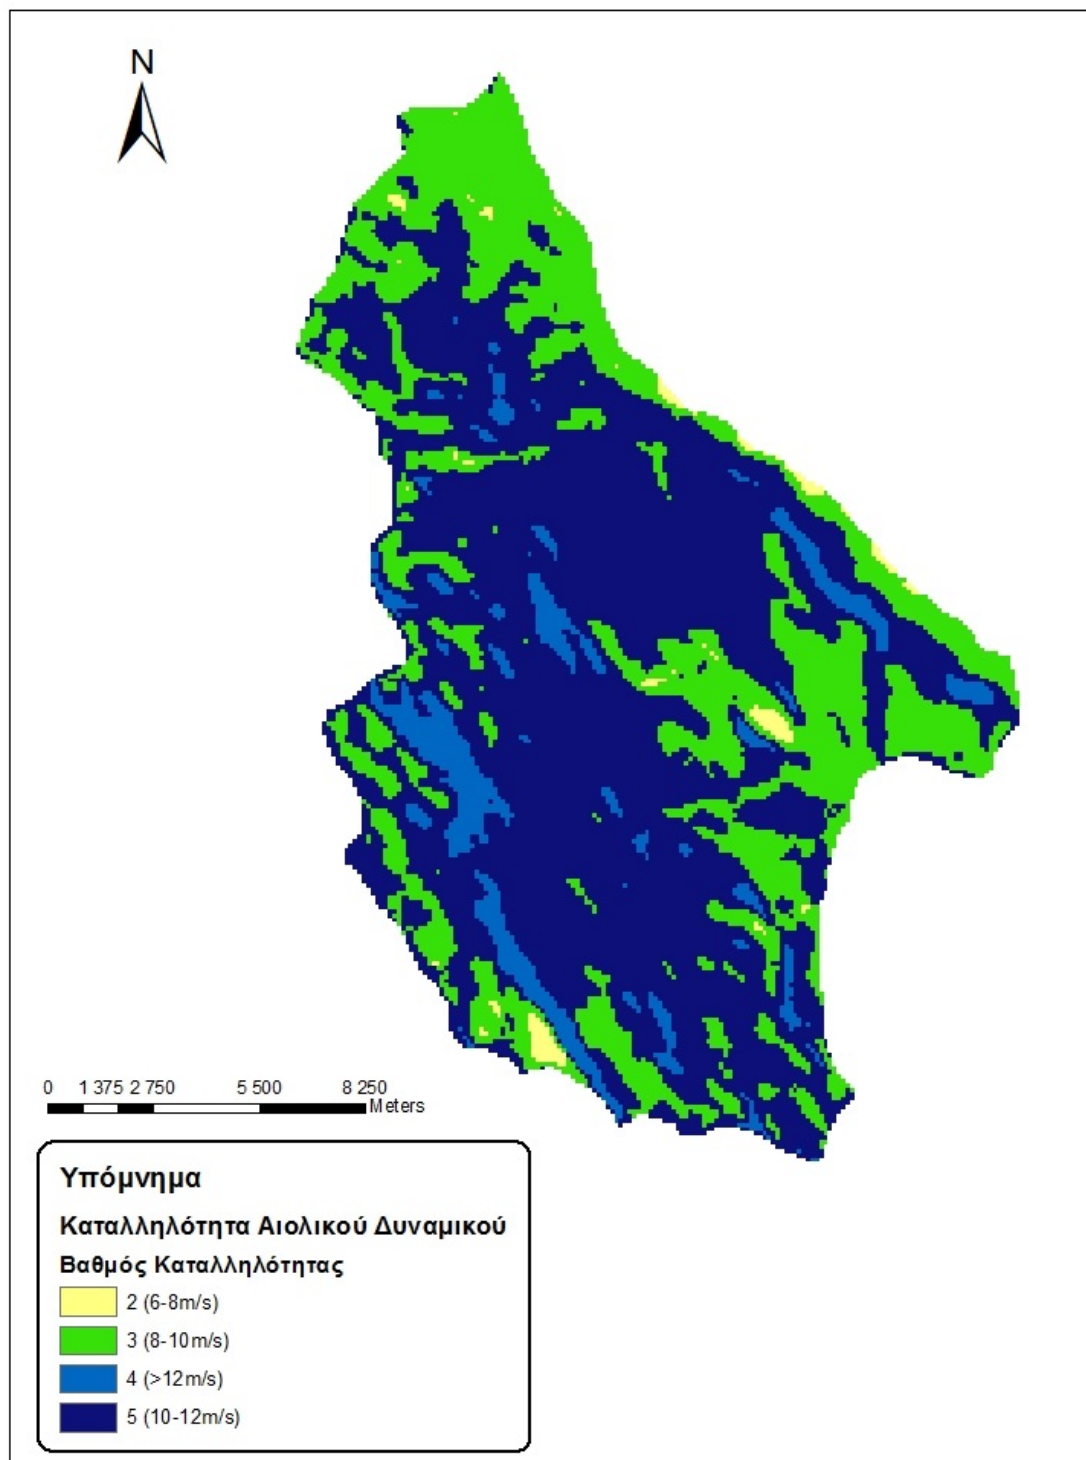 N
0 1 375 2 750 5 500 8 250
Meters
Υπόμνημα
Καταλληλότητα Αιολικού Δυναμικού
Βαθμός Καταλληλότητας
2 (6-8m/s)
3 (8-10m/s)
4 (>12m/s)
5 (10-12m/s)